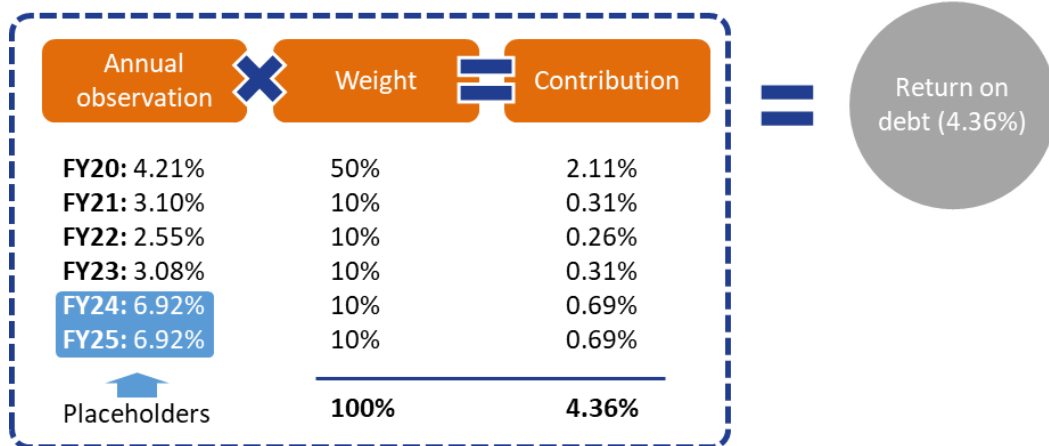 Annual
observation
Weight
Contribution
Return on
debt (4.36%)
FY20: 4.21% 50% 2.11%
FY21: 3.10% 10% 0.31%
FY22: 2.55% 10% 0.26%
FY23: 3.08% 10% 0.31%
FY24: 6.92% 10% 0.69%
FY25: 6.92% 10% 0.69%
Placeholders 100% 4.36%